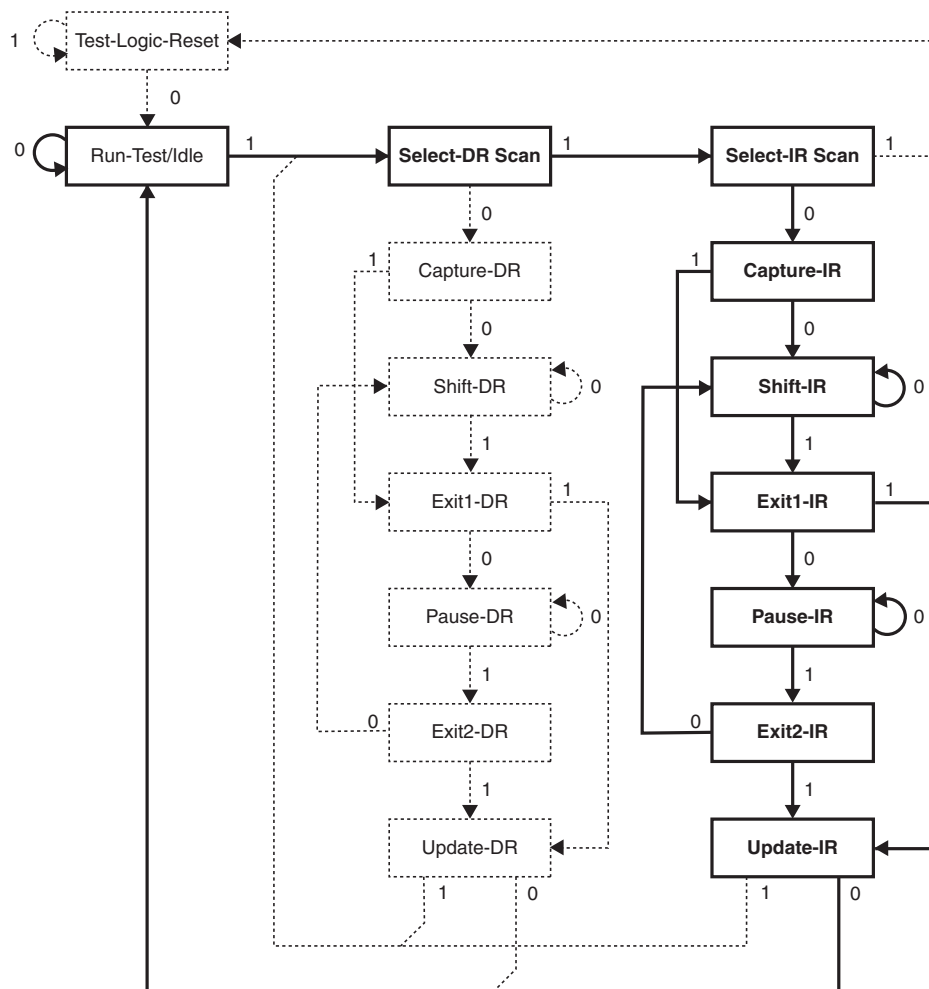 1 Test-Logic-Reset
0
0 Run-Test/Idle 1 Select-DR Scan 1 Select-IR Scan 1
0 0
1 Capture-DR 1 Capture-IR
0 0
Shift-DR 0 Shift-IR 0
1 1
Exit1-DR 1 Exit1-IR 1
0 0
Pause-DR 0 Pause-IR 0
1 1
0 Exit2-DR 0 Exit2-IR
1 1
Update-DR Update-IR
1 0 1 0